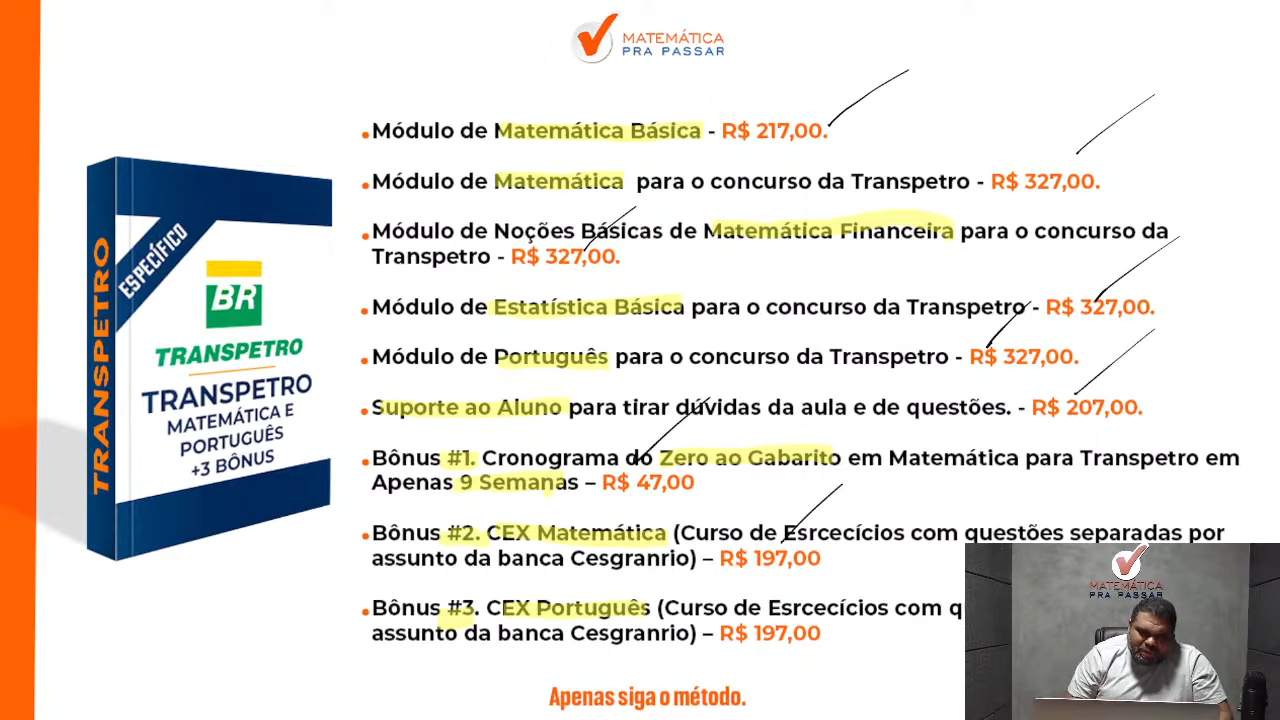 MATEMÁTICA
PRA PASSAR
•Módulo de Matemática Básica - R$ 217,00.
•Módulo de Matemática para o concurso da Transpetro - R$ 327,00.
•Módulo de Noções Básicas de Matemática Financeira para o concurso da
Transpetro - R$ 327,00.
•Módulo de Estatística Básica para o concurso da Transpetro - R$ 327,00.
•Módulo de Português para o concurso da Transpetro - R$ 327,00.
•Suporte ao Aluno para tirar dúvidas da aula e de questões. - R$ 207,00.
•Bônus #1. Cronograma do Zero ao Gabarito em Matemática para Transpetro em
Apenas 9 Semanas – R$ 47,00
•Bônus #2. CEX Matemática (Curso de Esrcecícios com questões separadas por
assunto da banca Cesgranrio) – R$ 197,00
•Bônus #3. CEX Português (Curso de Esrcecícios com q
assunto da banca Cesgranrio) – R$ 197,00
Apenas siga o método.
TRANSPETRO
ESPECÍFICO
BR
TRANSPETRO
TRANSPETRO
MATEMÁTICA E
PORTUGUÊS
+3 BÔNUS
MATEMÁTICA
PRA PASSAR